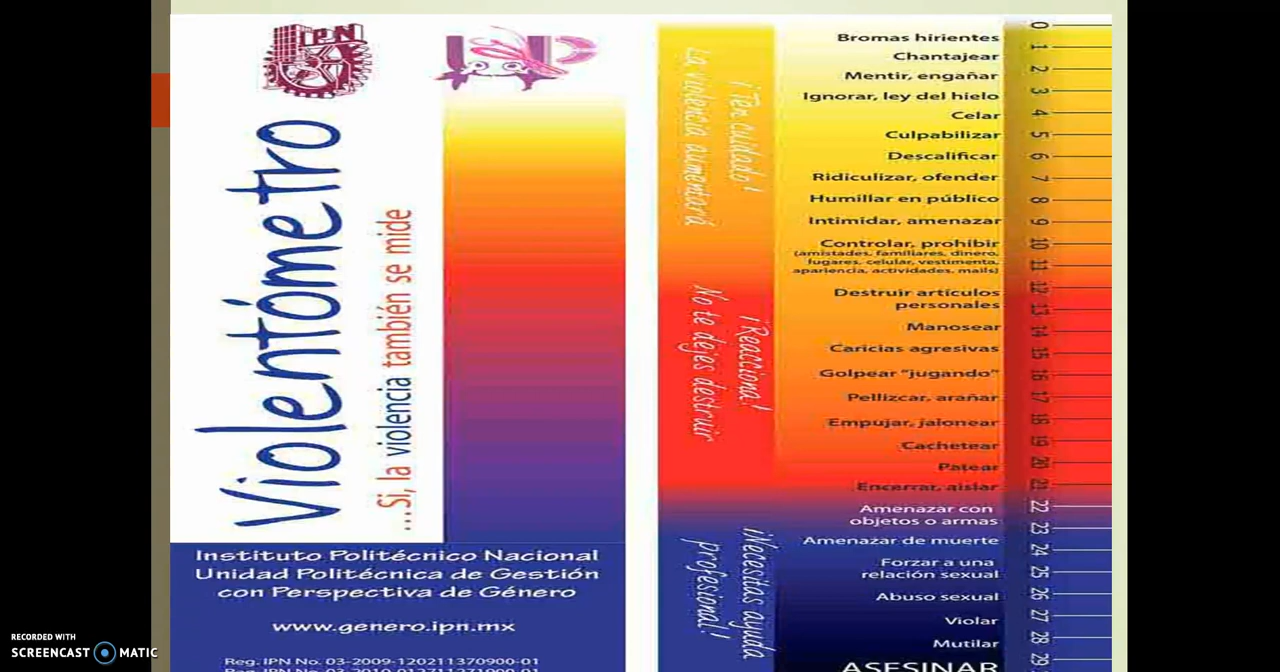 IPN
Violentómetro
...Si, la violencia también se mide
Instituto Politécnico Nacional
Unidad Politécnica de Gestión
con Perspectiva de Género
www.genero.ipn.mx
Reg. IPN No. 03-2009-120211370900-01
¡Ten cuidado!
La violencia aumentará
¡Reacciona!
No te dejes destruir
¡Necesitas ayuda
profesional!
Bromas hirientes
Chantajear
Mentir, engañar
Ignorar, ley del hielo
Celar
Culpabilizar
Descalificar
Ridiculizar, ofender
Humillar en público
Intimidar, amenazar
Controlar, prohibir
(amistades, familiares, dinero,
lugares, celular, vestimenta,
apariencia, actividades, mails)
Destruir artículos
personales
Manosear
Caricias agresivas
Golpear "jugando"
Pellizcar, arañar
Empujar, jalonear
Cachetear
Patear
Encerrar, aislar
Amenazar con
objetos o armas
Amenazar de muerte
Forzar a una
relación sexual
Abuso sexual
Violar
Mutilar
ASESINAR
0
1
2
3
4
5
6
7
8
9
10
11
12
13
14
15
16
17
18
19
20
21
22
23
24
25
26
27
28
29
RECORDED WITH
SCREENCAST MATIC